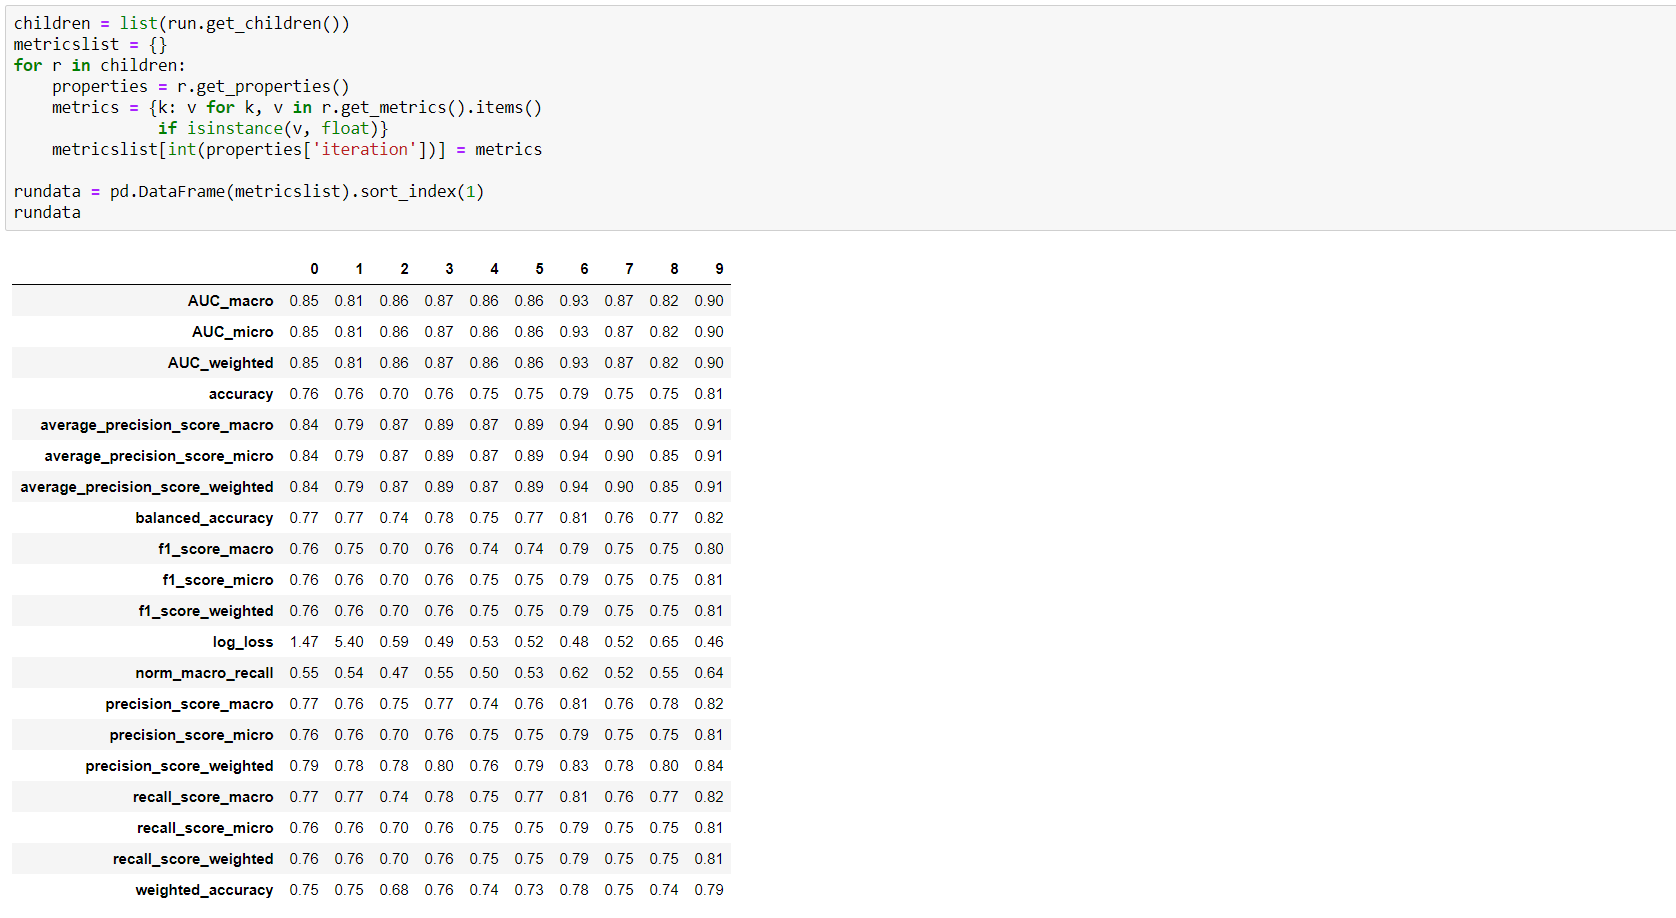 children = list(run.get_children())
metricslist = {}
for r in children:
    properties = r.get_properties()
    metrics = {k: v for k, v in r.get_metrics().items()
               if isinstance(v, float)}
    metricslist[int(properties['iteration'])] = metrics

rundata = pd.DataFrame(metricslist).sort_index(1)
rundata
0 1 2 3 4 5 6 7 8 9
AUC_macro 0.85 0.81 0.86 0.87 0.86 0.86 0.93 0.87 0.82 0.90
AUC_micro 0.85 0.81 0.86 0.87 0.86 0.86 0.93 0.87 0.82 0.90
AUC_weighted 0.85 0.81 0.86 0.87 0.86 0.86 0.93 0.87 0.82 0.90
accuracy 0.76 0.76 0.70 0.76 0.75 0.75 0.79 0.75 0.75 0.81
average_precision_score_macro 0.84 0.79 0.87 0.89 0.87 0.89 0.94 0.90 0.85 0.91
average_precision_score_micro 0.84 0.79 0.87 0.89 0.87 0.89 0.94 0.90 0.85 0.91
average_precision_score_weighted 0.84 0.79 0.87 0.89 0.87 0.89 0.94 0.90 0.85 0.91
balanced_accuracy 0.77 0.77 0.74 0.78 0.75 0.77 0.81 0.76 0.77 0.82
f1_score_macro 0.76 0.75 0.70 0.76 0.74 0.74 0.79 0.75 0.75 0.80
f1_score_micro 0.76 0.76 0.70 0.76 0.75 0.75 0.79 0.75 0.75 0.81
f1_score_weighted 0.76 0.76 0.70 0.76 0.75 0.75 0.79 0.75 0.75 0.81
log_loss 1.47 5.40 0.59 0.49 0.53 0.52 0.48 0.52 0.65 0.46
norm_macro_recall 0.55 0.54 0.47 0.55 0.50 0.53 0.62 0.52 0.55 0.64
precision_score_macro 0.77 0.76 0.75 0.77 0.74 0.76 0.81 0.76 0.78 0.82
precision_score_micro 0.76 0.76 0.70 0.76 0.75 0.75 0.79 0.75 0.75 0.81
precision_score_weighted 0.79 0.78 0.78 0.80 0.76 0.79 0.83 0.78 0.80 0.84
recall_score_macro 0.77 0.77 0.74 0.78 0.75 0.77 0.81 0.76 0.77 0.82
recall_score_micro 0.76 0.76 0.70 0.76 0.75 0.75 0.79 0.75 0.75 0.81
recall_score_weighted 0.76 0.76 0.70 0.76 0.75 0.75 0.79 0.75 0.75 0.81
weighted_accuracy 0.75 0.75 0.68 0.76 0.74 0.73 0.78 0.75 0.74 0.79